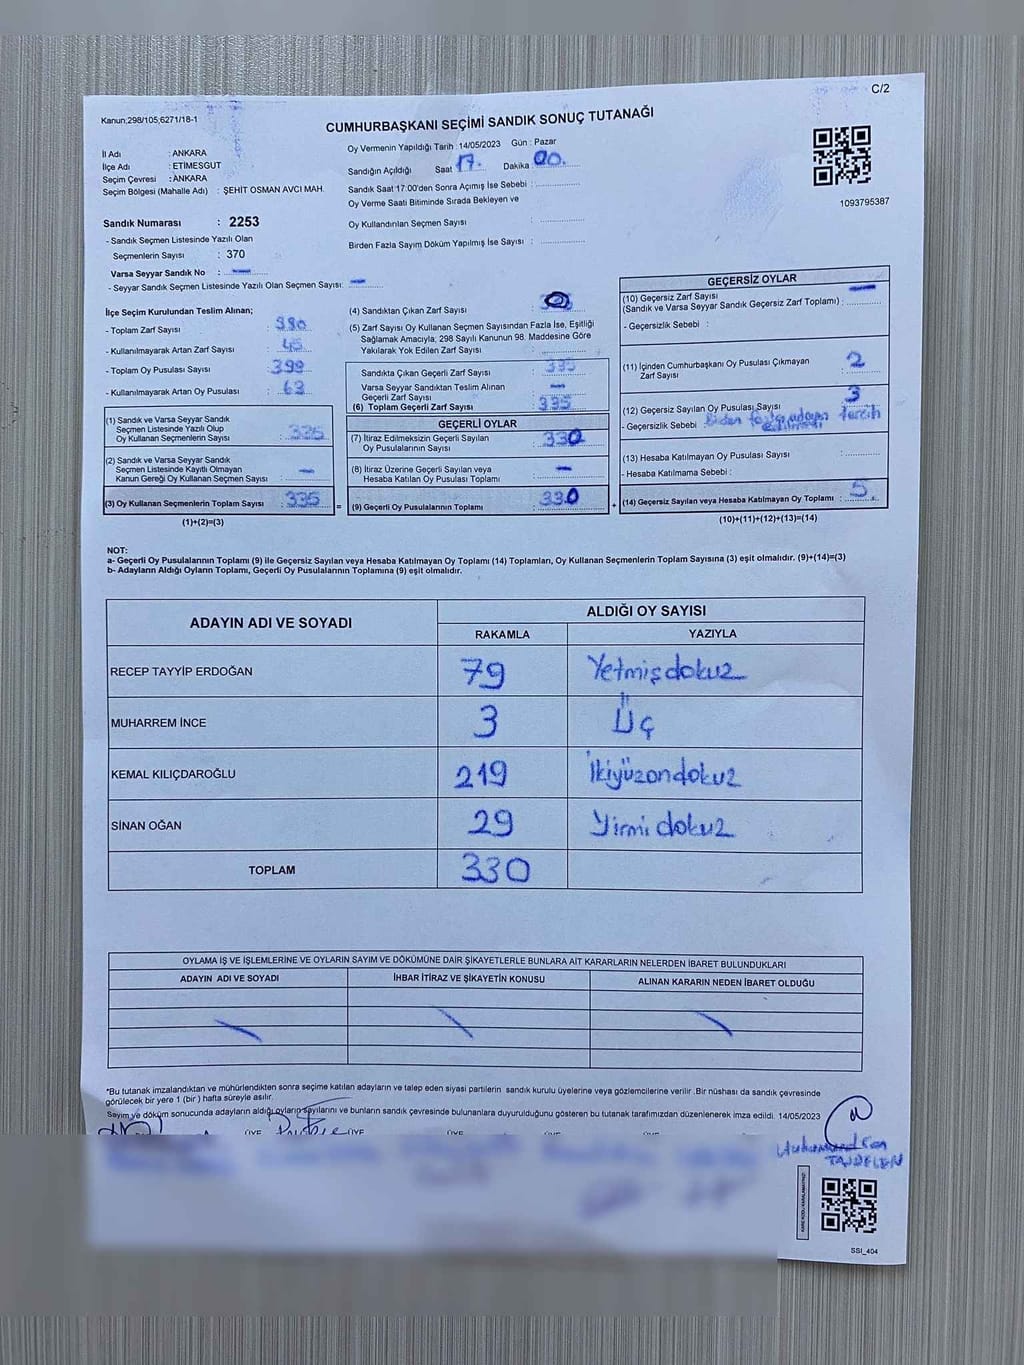 C/2
Kanun;298/105;6271/18-1
CUMHURBAŞKANI SEÇİMİ SANDIK SONUÇ TUTANAĞI
İl Adı : ANKARA
İlçe Adı : ETİMESGUT
Seçim Çevresi : ANKARA
Seçim Bölgesi (Mahalle Adı) : ŞEHİT OSMAN AVCI MAH.
Oy Vermenin Yapıldığı Tarih : 14/05/2023 Gün : Pazar
Sandığın Açıldığı Saat 17. Dakika 00.
Sandık Saat 17:00'den Sonra Açımış İse Sebebi :
Oy Verme Saati Bitiminde Sırada Bekleyen ve
Oy Kullandırılan Seçmen Sayısı :
Birden Fazla Sayım Döküm Yapılmış İse Sayısı :
1093795387
Sandık Numarası : 2253
- Sandık Seçmen Listesinde Yazılı Olan
Seçmenlerin Sayısı : 370
Varsa Seyyar Sandık No : —
- Seyyar Sandık Seçmen Listesinde Yazılı Olan Seçmen Sayısı: —
İlçe Seçim Kurulundan Teslim Alınan;
- Toplam Zarf Sayısı : 380
- Kullanılmayarak Artan Zarf Sayısı : 45
- Toplam Oy Pusulası Sayısı : 399
- Kullanılmayarak Artan Oy Pusulası : 63
(1) Sandık ve Varsa Seyyar Sandık
Seçmen Listesinde Yazılı Olup
Oy Kullanan Seçmenlerin Sayısı : 335
(2) Sandık ve Varsa Seyyar Sandık
Seçmen Listesinde Kayıtlı Olmayan
Kanun Gereği Oy Kullanan Seçmen Sayısı : —
(3) Oy Kullanan Seçmenlerin Toplam Sayısı : 335
(1)+(2)=(3)
(4) Sandıktan Çıkan Zarf Sayısı :
(5) Zarf Sayısı Oy Kullanan Seçmen Sayısından Fazla İse, Eşitliği
Sağlamak Amacıyla; 298 Sayılı Kanunun 98. Maddesine Göre
Yakılarak Yok Edilen Zarf Sayısı :
Sandıkta Çıkan Geçerli Zarf Sayısı : 335
Varsa Seyyar Sandıktan Teslim Alınan
Geçerli Zarf Sayısı : —
(6) Toplam Geçerli Zarf Sayısı : 335
GEÇERLİ OYLAR
(7) İtiraz Edilmeksizin Geçerli Sayılan
Oy Pusulalarının Sayısı : 330
(8) İtiraz Üzerine Geçerli Sayılan veya
Hesaba Katılan Oy Pusulası Toplamı : —
(9) Geçerli Oy Pusulalarının Toplamı : 330
GEÇERSİZ OYLAR
(10) Geçersiz Zarf Sayısı : —
(Sandık ve Varsa Seyyar Sandık Geçersiz Zarf Toplamı) :
- Geçersizlik Sebebi :
(11) İçinden Cumhurbaşkanı Oy Pusulası Çıkmayan
Zarf Sayısı : 2
(12) Geçersiz Sayılan Oy Pusulası Sayısı : 3
- Geçersizlik Sebebi : Birden fazla adayın tercih
edilmesi
(13) Hesaba Katılmayan Oy Pusulası Sayısı :
- Hesaba Katılmama Sebebi :
(14) Geçersiz Sayılan veya Hesaba Katılmayan Oy Toplamı : 5
(10)+(11)+(12)+(13)=(14)
NOT:
a- Geçerli Oy Pusulalarının Toplamı (9) ile Geçersiz Sayılan veya Hesaba Katılmayan Oy Toplamı (14) Toplamları, Oy Kullanan Seçmenlerin Toplam Sayısına (3) eşit olmalıdır. (9)+(14)=(3)
b- Adayların Aldığı Oyların Toplamı, Geçerli Oy Pusulalarının Toplamına (9) eşit olmalıdır.
ADAYIN ADI VE SOYADI ALDIĞI OY SAYISI
RAKAMLA YAZIYLA
RECEP TAYYİP ERDOĞAN 79 Yetmişdokuz
MUHARREM İNCE 3 Üç
KEMAL KILIÇDAROĞLU 219 İkiyüzondokuz
SİNAN OĞAN 29 Yirmidokuz
TOPLAM 330
OYLAMA İŞ VE İŞLEMLERİNE VE OYLARIN SAYIM VE DÖKÜMÜNE DAİR ŞİKAYETLERLE BUNLARA AİT KARARLARIN NELERDEN İBARET BULUNDUKLARI
ADAYIN ADI VE SOYADI İHBAR İTİRAZ VE ŞİKAYETİN KONUSU ALINAN KARARIN NEDEN İBARET OLDUĞU
*Bu tutanak imzalandıktan ve mühürlendikten sonra seçime katılan adayların ve talep eden siyasi partilerin sandık kurulu üyelerine veya gözlemcilerine verilir .Bir nüshası da sandık çevresinde
görülecek bir yere 1 (bir) hafta süreyle asılır.
Sayım ve döküm sonucunda adayların aldığı oyların sayılarını ve bunların sandık çevresinde bulunanlara duyurulduğunu gösteren bu tutanak tarafımızdan düzenlenerek imza edildi. 14/05/2023
TAŞDELEN
SSI_404